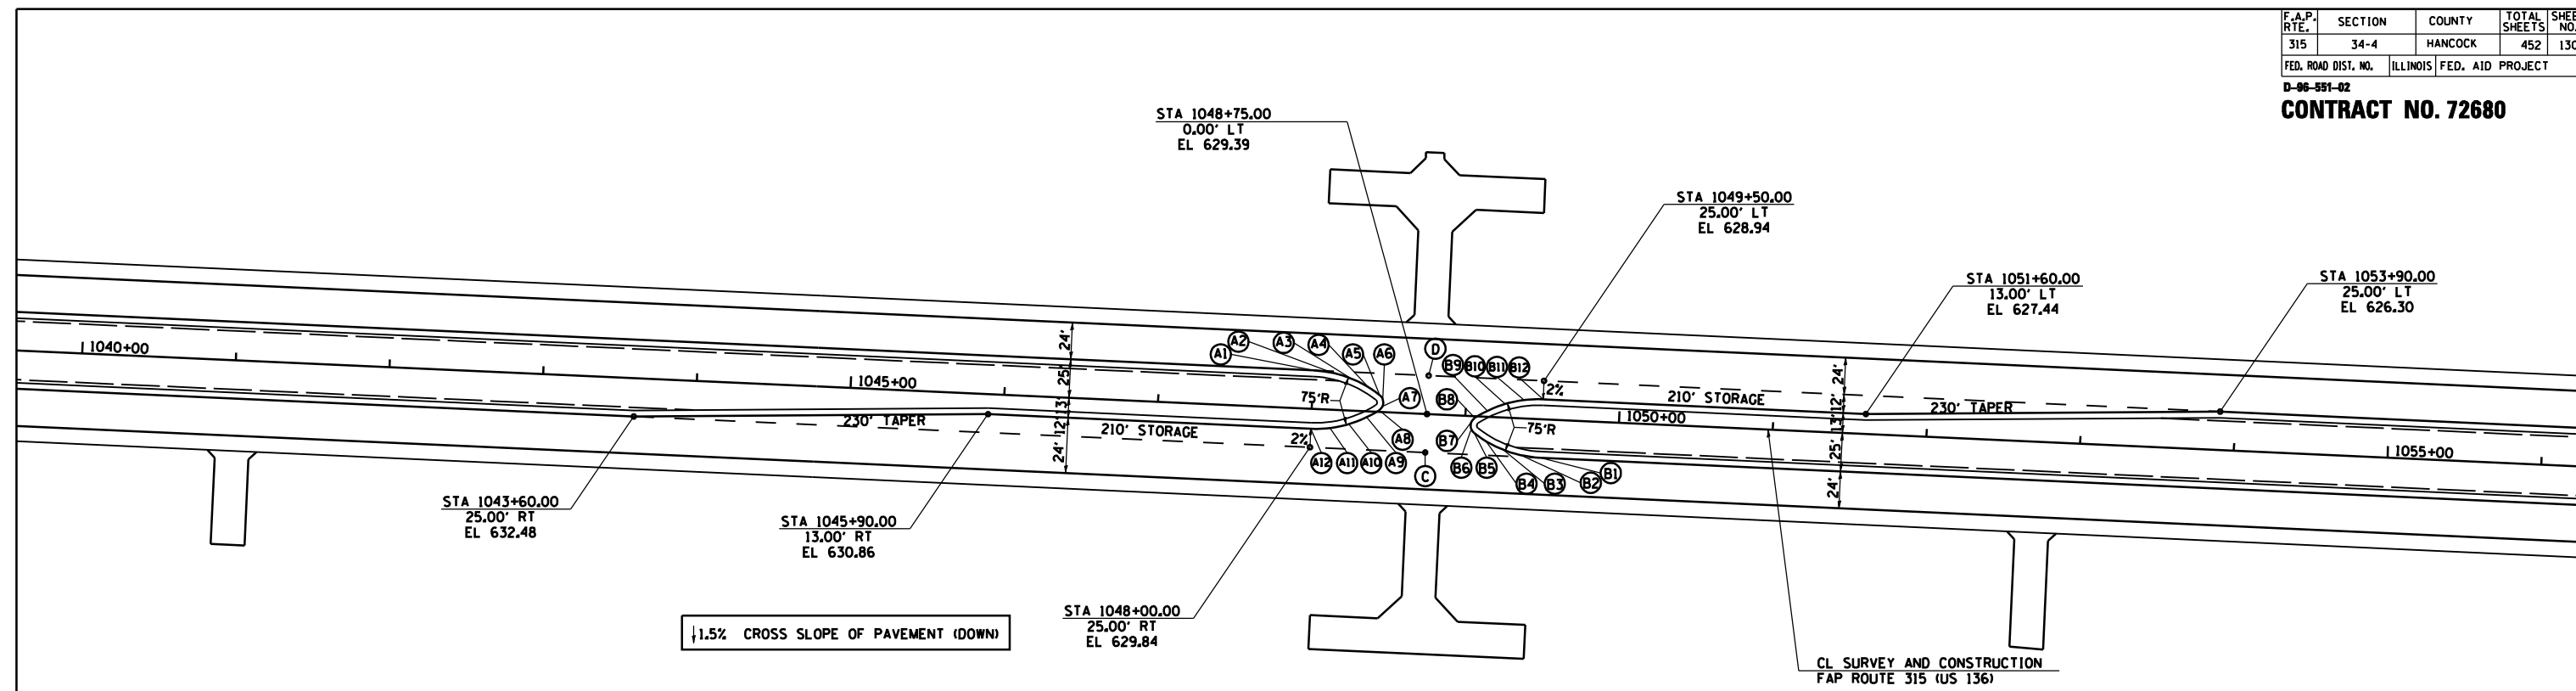 F.A.P. RTE. SECTION COUNTY TOTAL SHEETS
315 34-4 HANCOCK 452 130
FED. ROAD DIST. NO. ILLINOIS FED. AID PROJECT
D-96-551-02
CONTRACT NO. 72680
STA 1048+75.00
0.00' LT
EL 629.39
STA 1049+50.00
25.00' LT
EL 628.94
STA 1051+60.00
13.00' LT
EL 627.44
STA 1053+90.00
25.00' LT
EL 626.30
1040+00
1045+00
1050+00
1055+00
24'
25'
13'
12'
24'
24'
12'
13'
25'
24'
A1
A2
A3
A4
A5
A6
A7
A8
A9
A10
A11
A12
75'R
2%
D
C
B9
B10
B11
B12
B8
B7
B6
B5
B4
B3
B2
B1
75'R
2%
230' TAPER
210' STORAGE
210' STORAGE
230' TAPER
STA 1043+60.00
25.00' RT
EL 632.48
STA 1045+90.00
13.00' RT
EL 630.86
STA 1048+00.00
25.00' RT
EL 629.84
1.5% CROSS SLOPE OF PAVEMENT (DOWN)
CL SURVEY AND CONSTRUCTION
FAP ROUTE 315 (US 136)